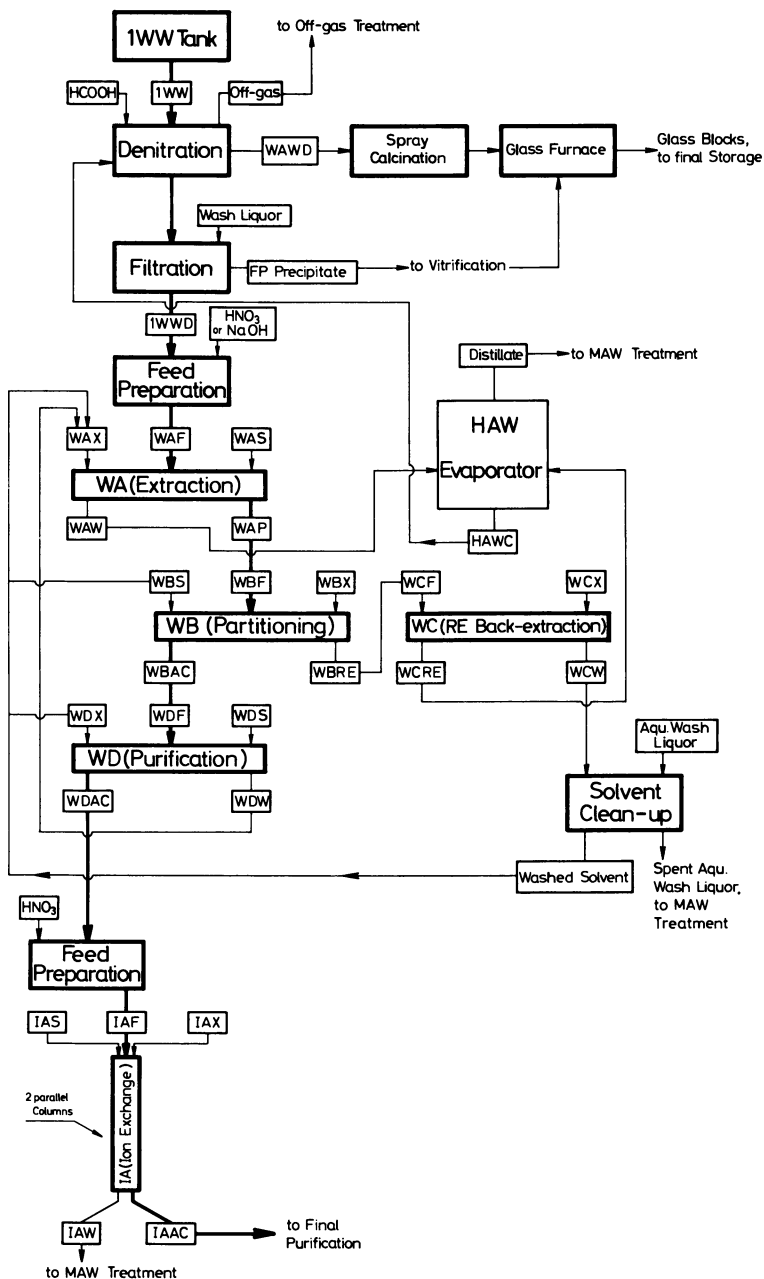 to Off-gas Treatment
1WW Tank
HCOOH
1WW
Off-gas
Denitration
WAWD
Spray
Calcination
Glass Furnace
Glass Blocks,
to final Storage
Wash Liquor
Filtration
FP Precipitate
to Vitrification
1WWD
HNO₃
or NaOH
Feed
Preparation
Distillate
to MAW Treatment
HAW
Evaporator
WAX
WAF
WAS
WA (Extraction)
WAW
WAP
HAWC
WBS
WBF
WBX
WCF
WCX
WB (Partitioning)
WC (RE Back-extraction)
WBAC
WBRE
WCRE
WCW
WDX
WDF
WDS
Aqu. Wash
Liquor
WD (Purification)
WDAC
WDW
Solvent
Clean-up
Washed Solvent
Spent Aqu.
Wash Liquor,
to MAW
Treatment
HNO₃
Feed
Preparation
IAS
IAF
IAX
2 parallel
Columns
IA (Ion Exchange)
IAW
IAAC
to Final
Purification
to MAW Treatment